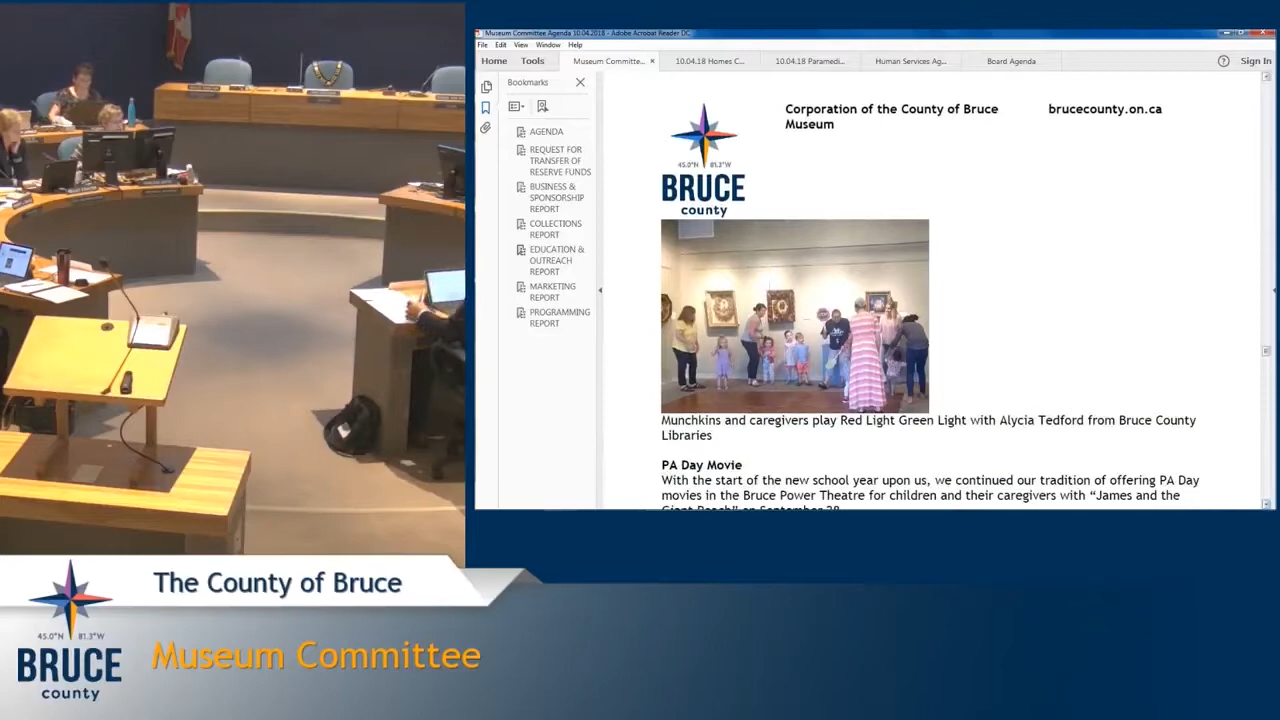 Museum Committee Agenda 10.04.2018 - Adobe Acrobat Reader DC
File Edit View Window Help
Home Tools Museum Committe... × 10.04.18 Homes C... 10.04.18 Paramedi... Human Services Ag... Board Agenda Sign In
Bookmarks
AGENDA
REQUEST FOR
TRANSFER OF
RESERVE FUNDS
BUSINESS &
SPONSORSHIP
REPORT
COLLECTIONS
REPORT
EDUCATION &
OUTREACH
REPORT
MARKETING
REPORT
PROGRAMMING
REPORT
Corporation of the County of Bruce brucecounty.on.ca
Museum
45.0°N 81.3°W
BRUCE
county
Munchkins and caregivers play Red Light Green Light with Alycia Tedford from Bruce County
Libraries
PA Day Movie
With the start of the new school year upon us, we continued our tradition of offering PA Day
movies in the Bruce Power Theatre for children and their caregivers with “James and the
Giant Peach” on September 28
The County of Bruce
Museum Committee
45.0°N 81.3°W
BRUCE
county